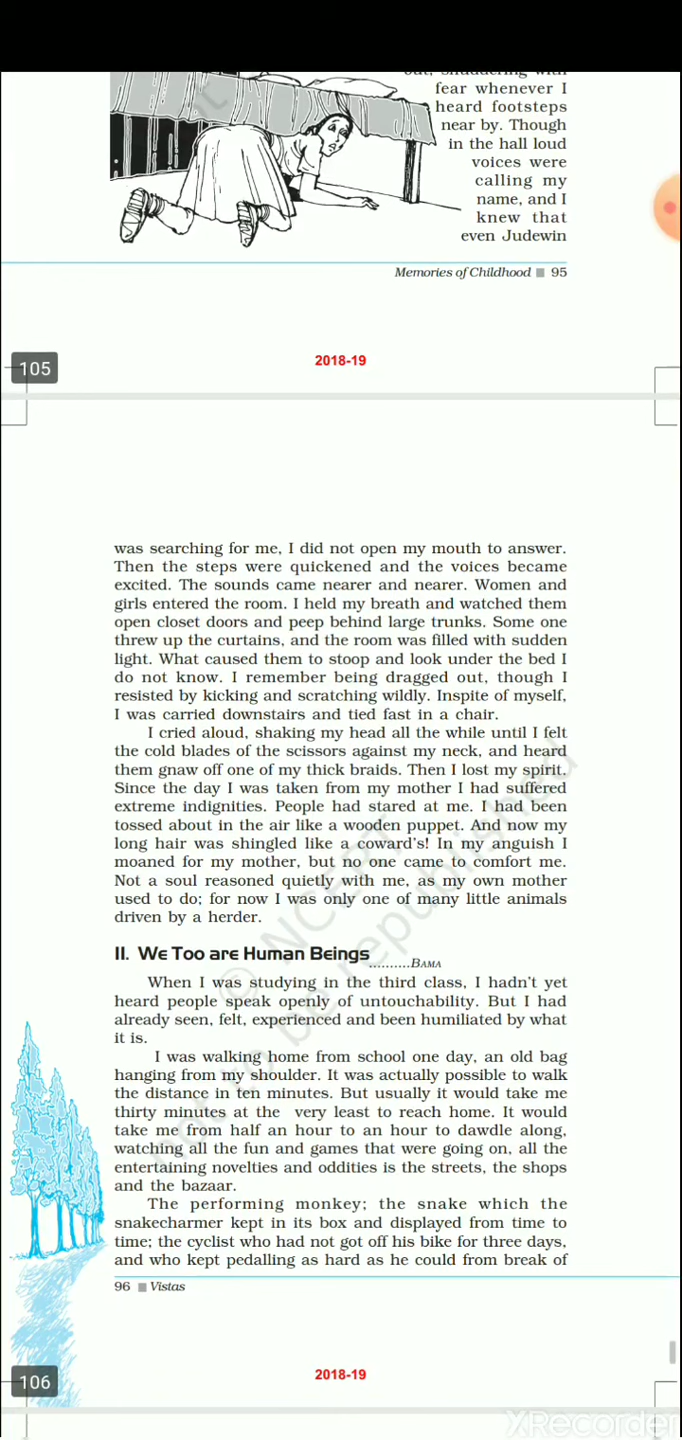 out, shuddering with
fear whenever I
heard footsteps
near by. Though
in the hall loud
voices were
calling my
name, and I
knew that
even Judewin
Memories of Childhood ■ 95
2018-19
105
was searching for me, I did not open my mouth to answer.
Then the steps were quickened and the voices became
excited. The sounds came nearer and nearer. Women and
girls entered the room. I held my breath and watched them
open closet doors and peep behind large trunks. Some one
threw up the curtains, and the room was filled with sudden
light. What caused them to stoop and look under the bed I
do not know. I remember being dragged out, though I
resisted by kicking and scratching wildly. Inspite of myself,
I was carried downstairs and tied fast in a chair.
I cried aloud, shaking my head all the while until I felt
the cold blades of the scissors against my neck, and heard
them gnaw off one of my thick braids. Then I lost my spirit.
Since the day I was taken from my mother I had suffered
extreme indignities. People had stared at me. I had been
tossed about in the air like a wooden puppet. And now my
long hair was shingled like a coward's! In my anguish I
moaned for my mother, but no one came to comfort me.
Not a soul reasoned quietly with me, as my own mother
used to do; for now I was only one of many little animals
driven by a herder.
II. We Too are Human Beings
..........Bama
When I was studying in the third class, I hadn't yet
heard people speak openly of untouchability. But I had
already seen, felt, experienced and been humiliated by what
it is.
I was walking home from school one day, an old bag
hanging from my shoulder. It was actually possible to walk
the distance in ten minutes. But usually it would take me
thirty minutes at the very least to reach home. It would
take me from half an hour to an hour to dawdle along,
watching all the fun and games that were going on, all the
entertaining novelties and oddities is the streets, the shops
and the bazaar.
The performing monkey; the snake which the
snakecharmer kept in its box and displayed from time to
time; the cyclist who had not got off his bike for three days,
and who kept pedalling as hard as he could from break of
96 ■ Vistas
2018-19
106
© NCERT
not to be republished
XRecorder